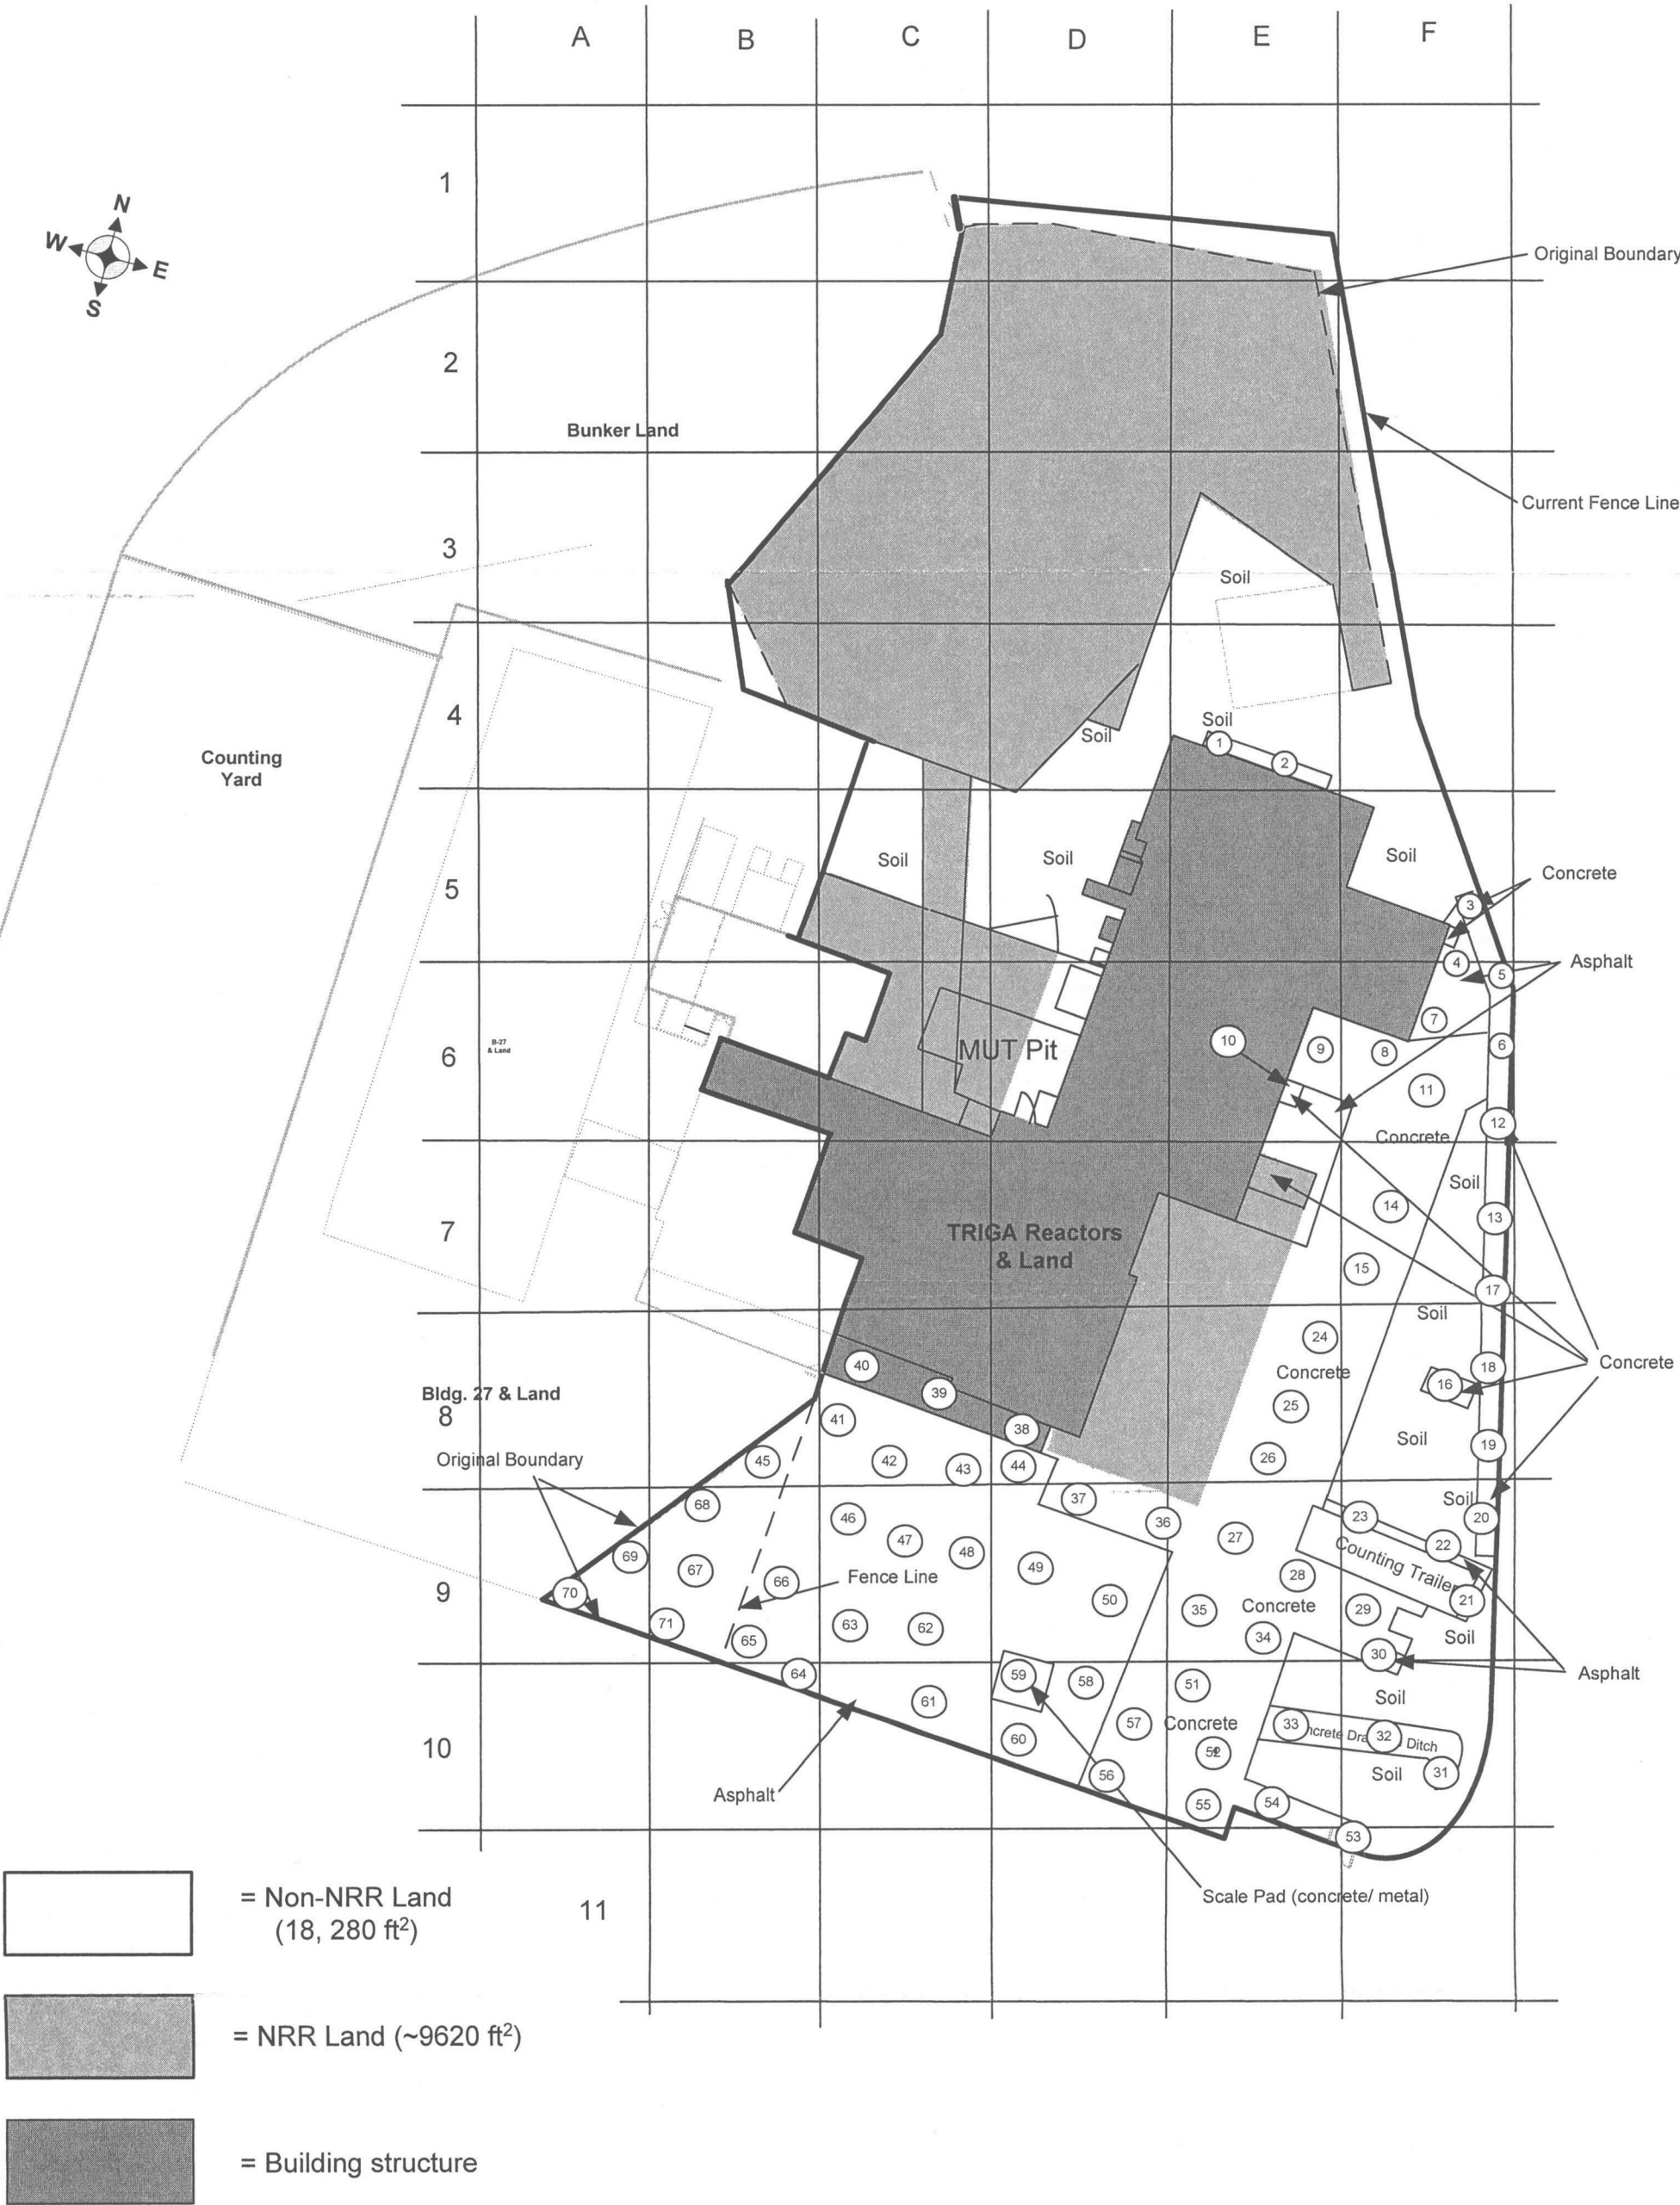 A B C D E F
1
N
W E
S
Original Boundary
2
Bunker Land
Current Fence Line
3
Soil
4
Soil
Soil
1
2
Counting
Yard
5
Soil
Soil
Soil
Concrete
3
4
Asphalt
5
B-27
& Land
6
MUT Pit
10
9
7
8
6
11
12
Concrete
Soil
14
13
7
TRIGA Reactors
& Land
15
17
Soil
24
Concrete
Concrete
18
16
40
39
Bldg. 27 & Land
8
41
38
25
Soil
19
Original Boundary
45
42
43
44
26
68
37
Soil
20
46
36
23
47
27
22
69
48
Counting Trailer
67
66
Fence Line
49
28
9
70
50
21
35
Concrete
29
71
63
62
65
34
Soil
30
64
59
58
51
Asphalt
61
Soil
57
Concrete
33
32
Ditch
60
52
10
56
Soil
31
Asphalt
55
54
53
Scale Pad (concrete/ metal)
= Non-NRR Land
(18, 280 ft²)
11
= NRR Land (~9620 ft²)
= Building structure